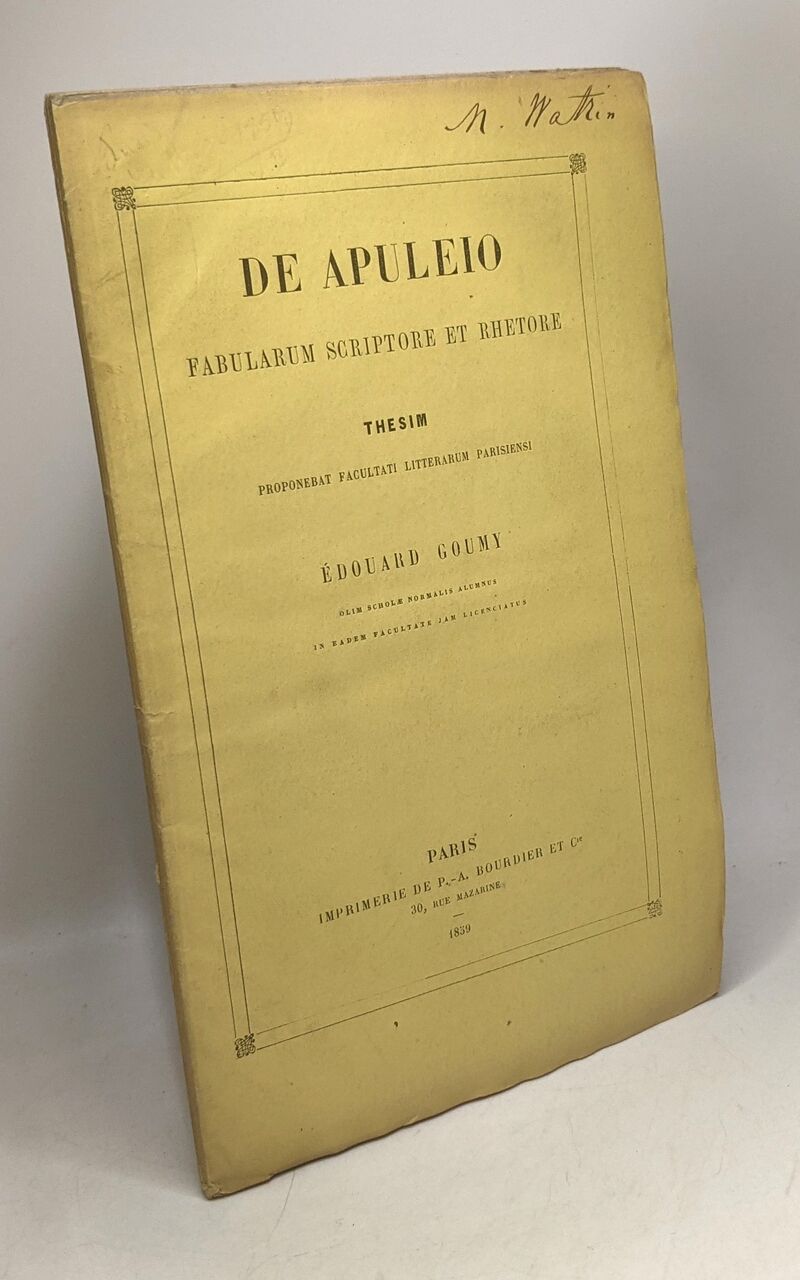 M. Watkin
DE APULEIO
FABULARUM SCRIPTORE ET RHETORE
THESIM
PROPONEBAT FACULTATI LITTERARUM PARISIENSI
ÉDOUARD GOUMY
OLIM SCHOLÆ NORMALIS ALUMNUS
IN EADEM FACULTATE JAM LICENCIATUS
PARIS
IMPRIMERIE DE P.-A. BOURDIER ET Cie
30, RUE MAZARINE
1859